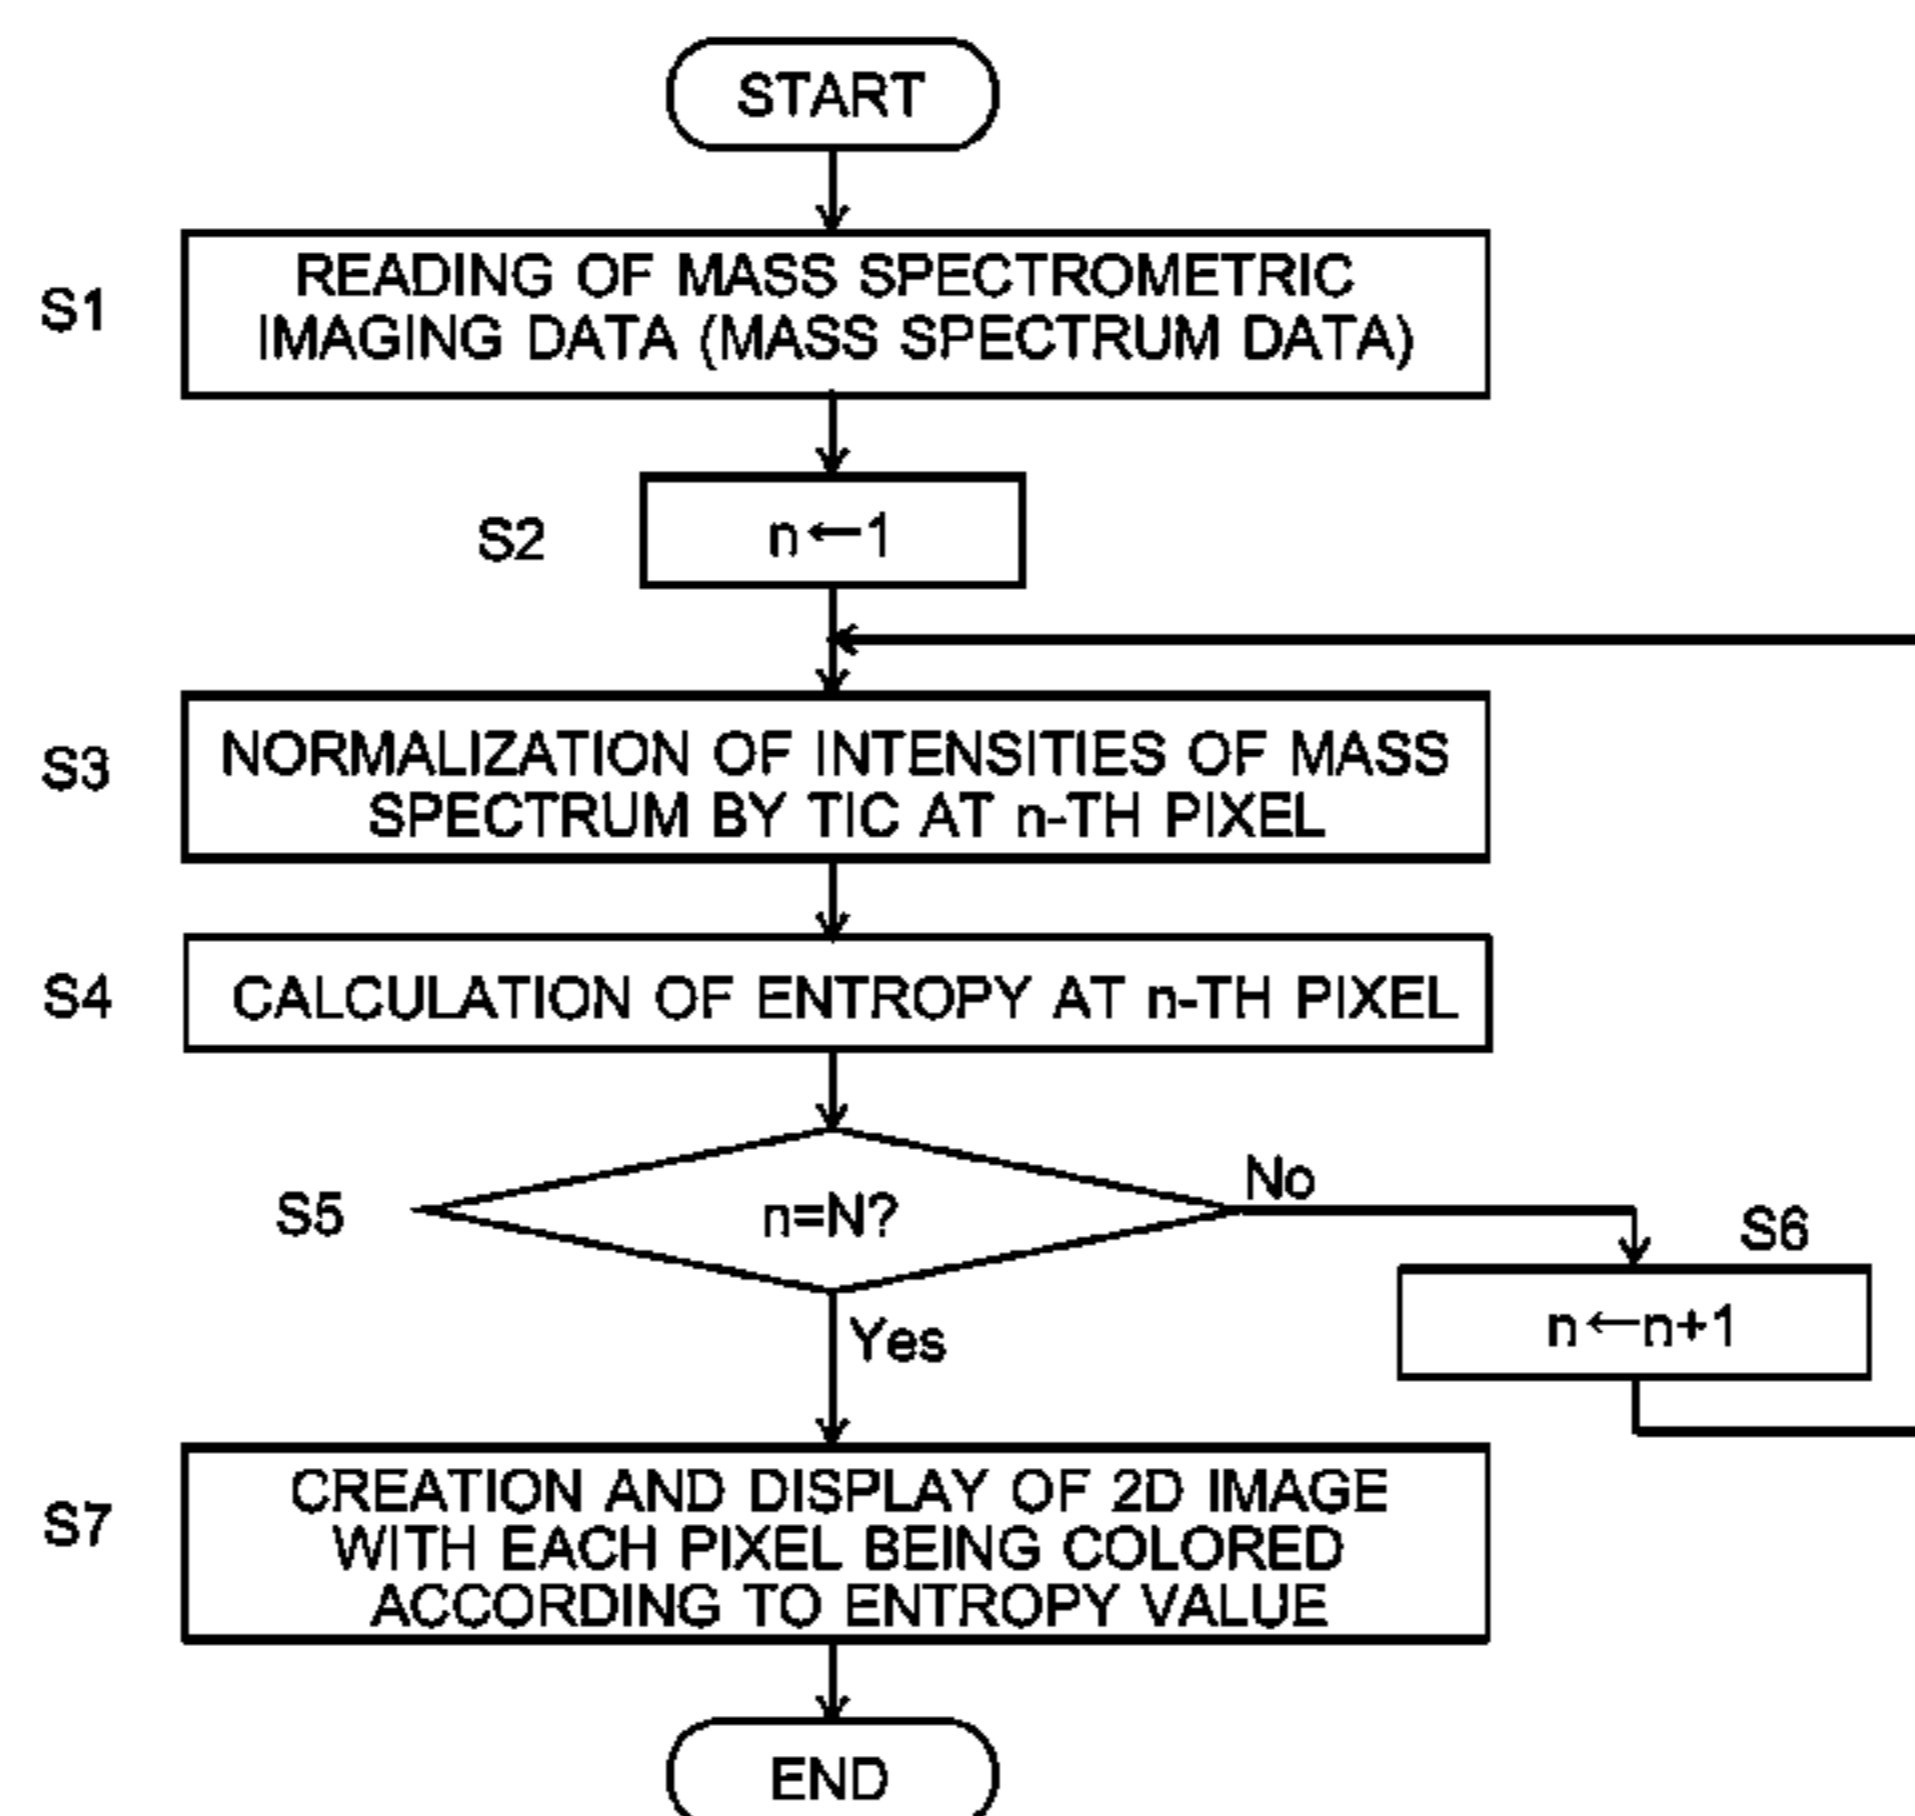 START
S1
READING OF MASS SPECTROMETRIC
IMAGING DATA (MASS SPECTRUM DATA)
S2
n←1
S3
NORMALIZATION OF INTENSITIES OF MASS
SPECTRUM BY TIC AT n-TH PIXEL
S4
CALCULATION OF ENTROPY AT n-TH PIXEL
S5
n=N?
No
S6
n←n+1
Yes
S7
CREATION AND DISPLAY OF 2D IMAGE
WITH EACH PIXEL BEING COLORED
ACCORDING TO ENTROPY VALUE
END